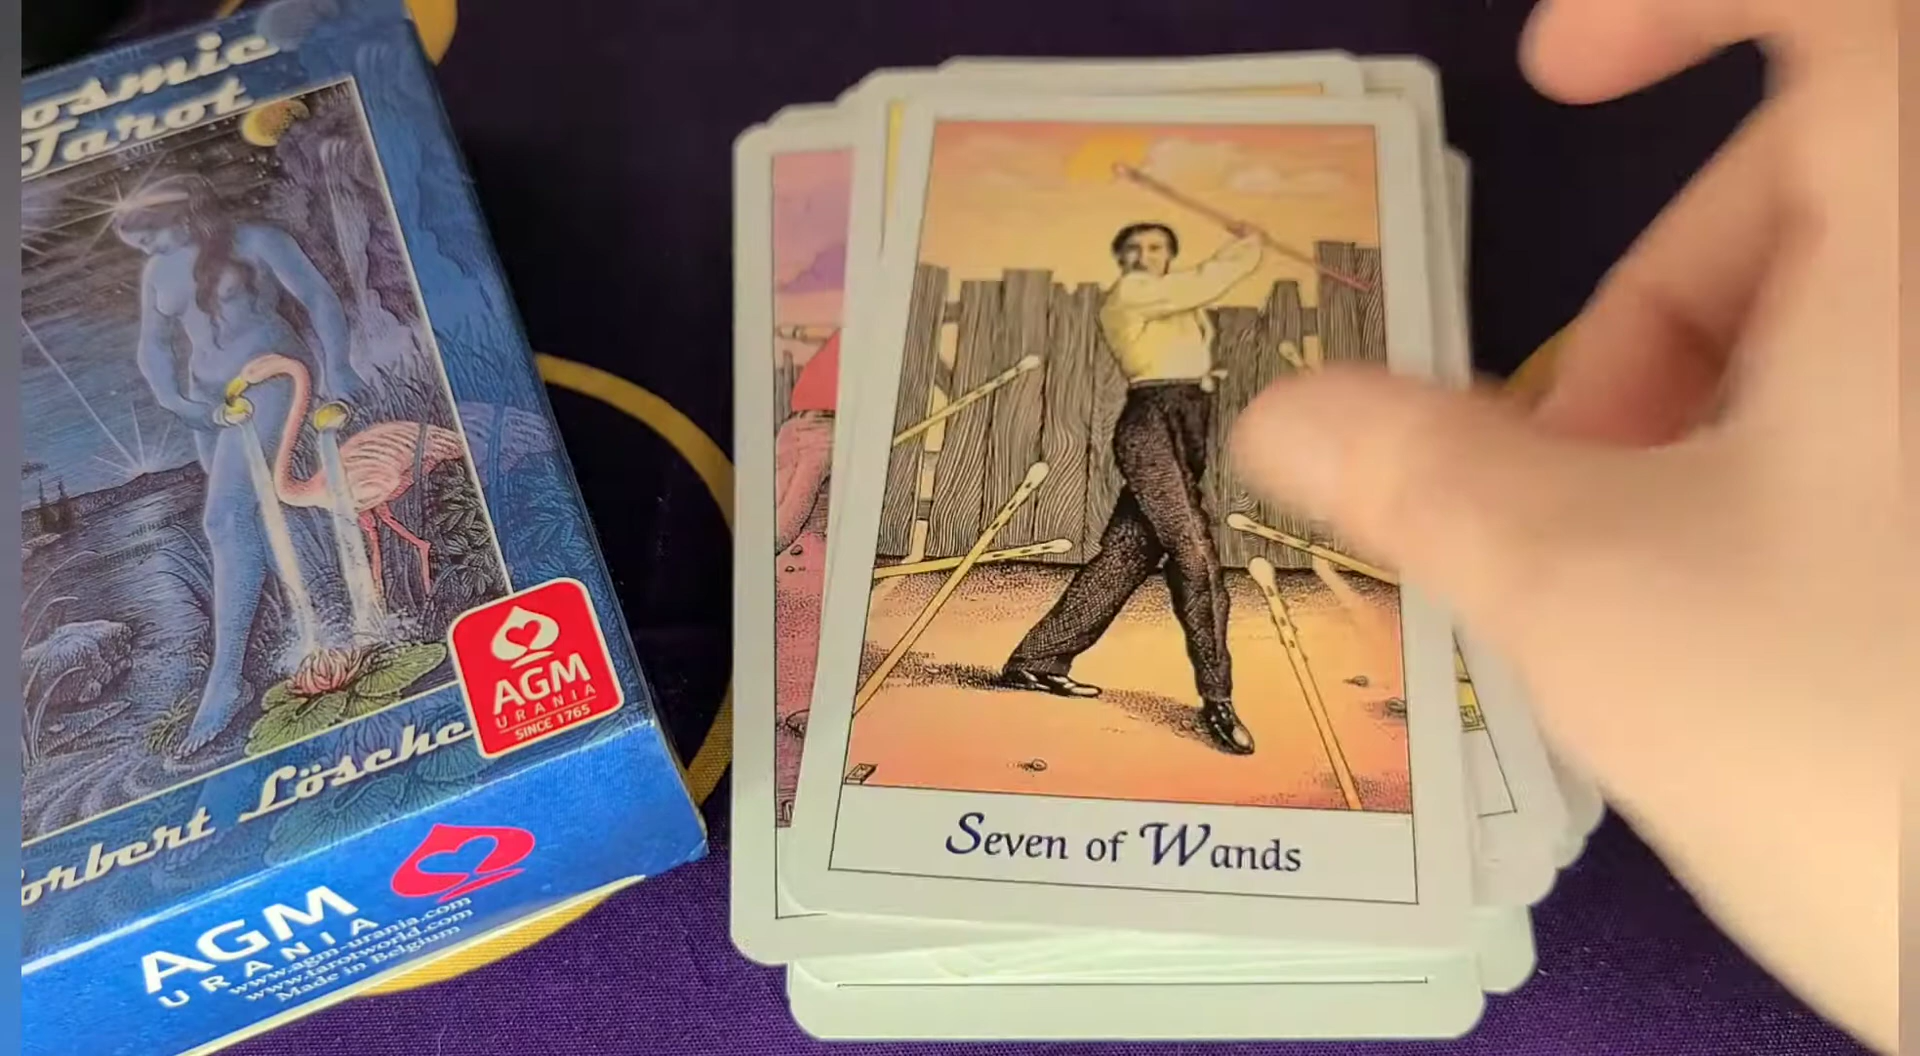 osmic
Tarot
orbert Lösche
AGM
URANIA
SINCE 1765
AGM
URANIA
www.agm-urania.com
www.tarotworld.com
Made in Belgium
Seven of Wands